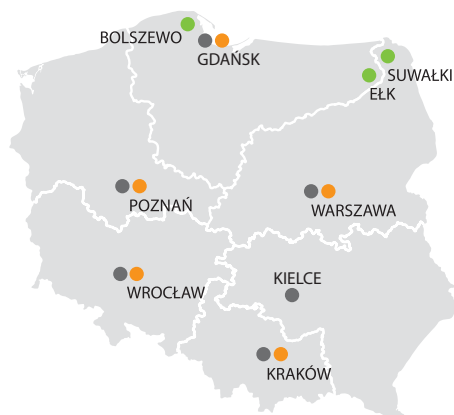 BOLSZEWO
GDAŃSK
SUWAŁKI
EŁK
POZNAŃ
WARSZAWA
WROCŁAW
KIELCE
KRAKÓW